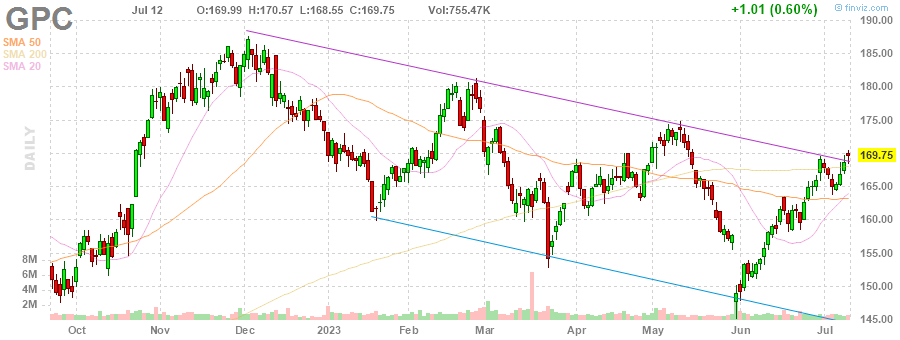 GPC Jul 12 O:169.99 H:170.57 L:168.55 C:169.75 Vol:755.47K +1.01 (0.60%) © finviz.com
SMA 50
SMA 200
SMA 20
DAILY
190.00
185.00
180.00
175.00
169.75
165.00
160.00
155.00
150.00
145.00
8M
6M
4M
2M
Oct Nov Dec 2023 Feb Mar Apr May Jun Jul